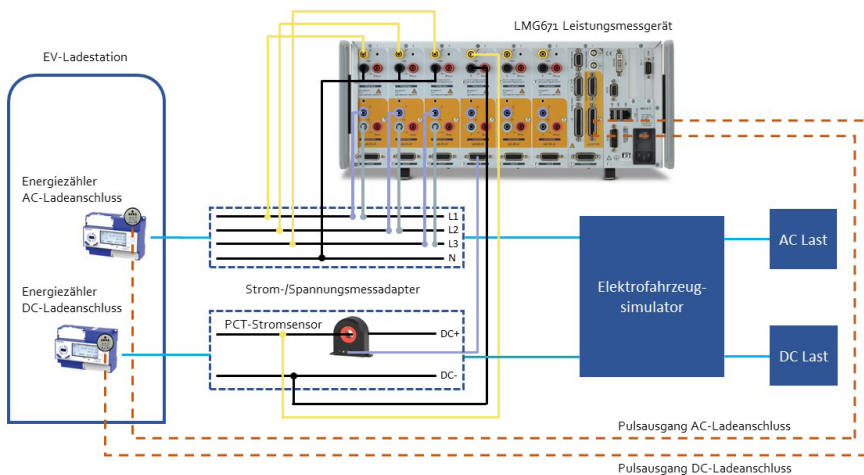 LMG671 Leistungsmessgerät
EV-Ladestation
Energiezähler
AC-Ladeanschluss
L1
L2
L3
N
AC Last
Elektrofahrzeug-
simulator
Strom-/Spannungsmessadapter
Energiezähler
DC-Ladeanschluss
PCT-Stromsensor
DC+
DC-
DC Last
Pulsausgang AC-Ladeanschluss
Pulsausgang DC-Ladeanschluss